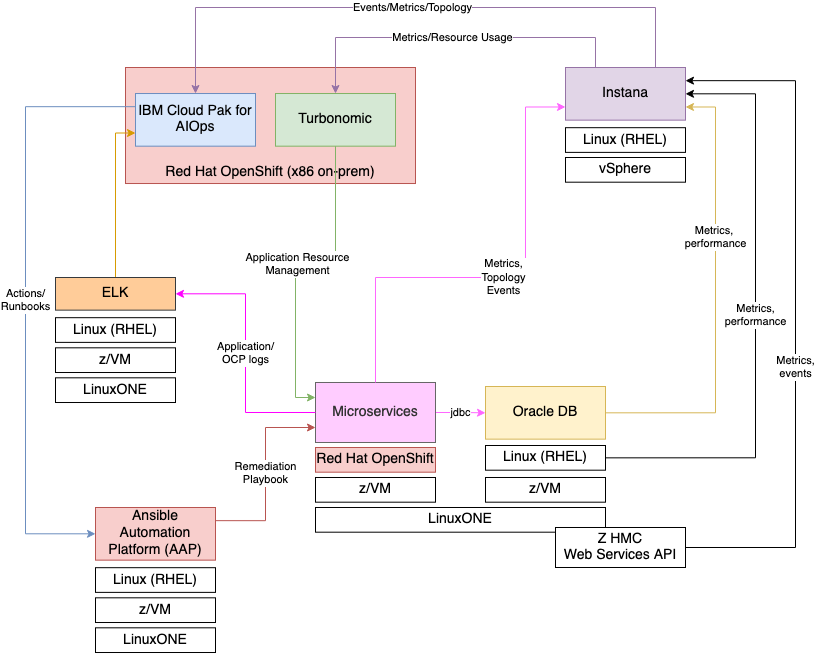 Events/Metrics/Topology
Metrics/Resource Usage
IBM Cloud Pak for
AIOps
Turbonomic
Red Hat OpenShift (x86 on-prem)
Instana
Linux (RHEL)
vSphere
Application Resource
Management
Metrics,
Topology
Events
Metrics,
performance
Actions/
Runbooks
ELK
Linux (RHEL)
z/VM
LinuxONE
Application/
OCP logs
Metrics,
performance
Metrics,
events
Microservices
jdbc
Oracle DB
Red Hat OpenShift
z/VM
Linux (RHEL)
z/VM
LinuxONE
Remediation
Playbook
Z HMC
Web Services API
Ansible
Automation
Platform (AAP)
Linux (RHEL)
z/VM
LinuxONE